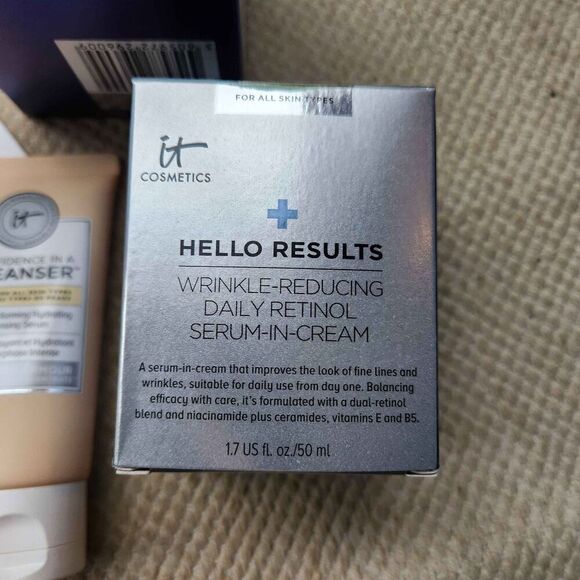 FOR ALL SKIN TYPES
it
COSMETICS
HELLO RESULTS
WRINKLE-REDUCING
DAILY RETINOL
SERUM-IN-CREAM
A serum-in-cream that improves the look of fine lines and
wrinkles, suitable for daily use from day one. Balancing
efficacy with care, it's formulated with a dual-retinol
blend and niacinamide plus ceramides, vitamins E and B5.
1.7 US fl. oz./50 ml
it
IN A